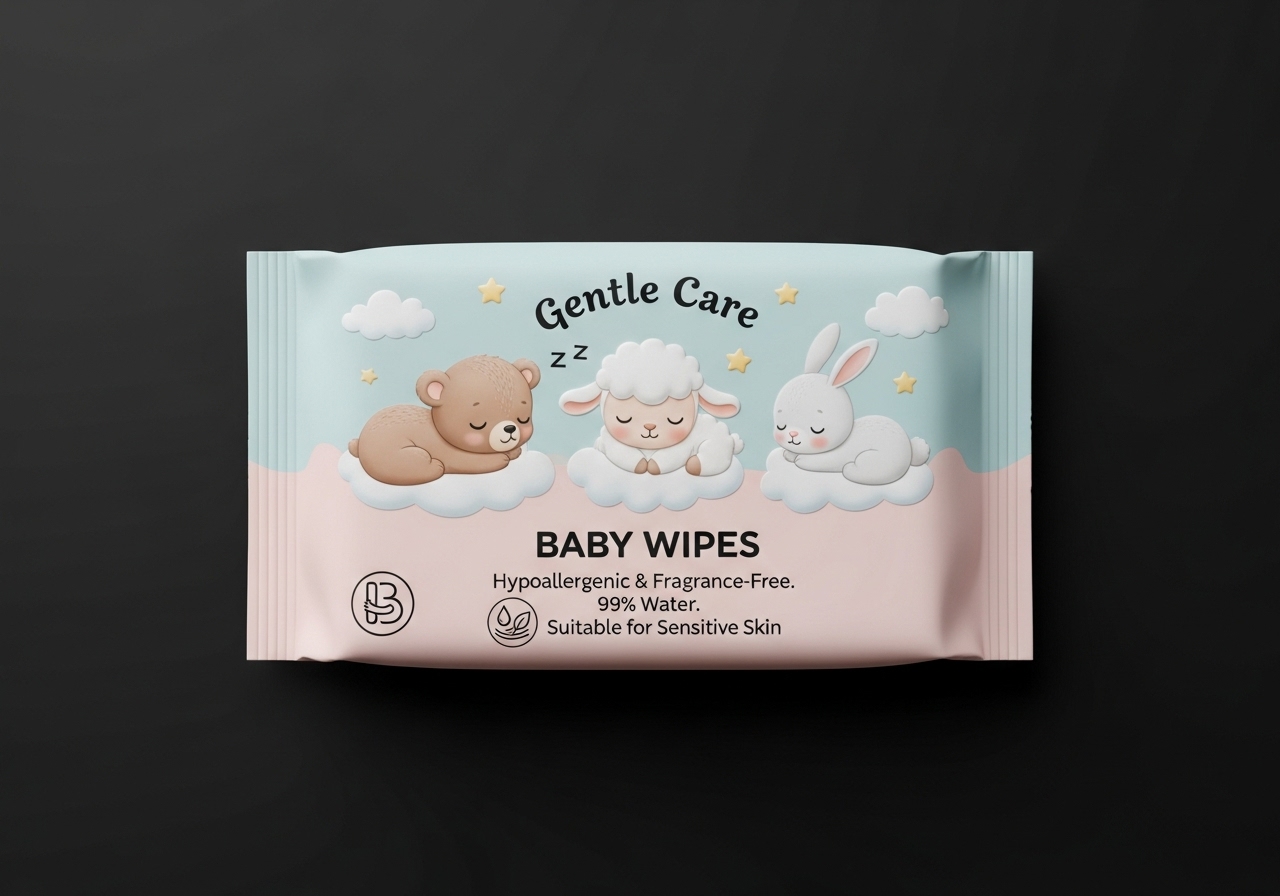 Gentle Care
z z
BABY WIPES
Hypoallergenic & Fragrance-Free.
99% Water.
Suitable for Sensitive Skin
B